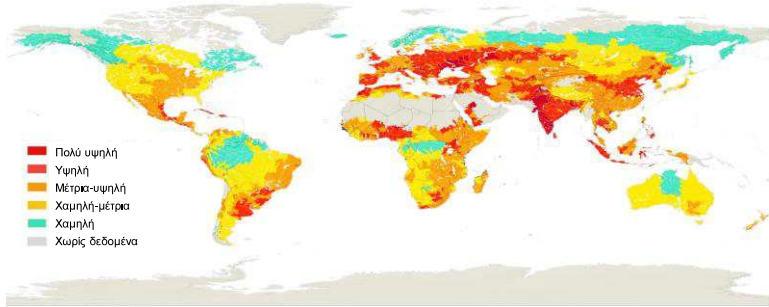 Πολύ υψηλή
Υψηλή
Μέτρια-υψηλή
Χαμηλή-μέτρια
Χαμηλή
Χωρίς δεδομένα